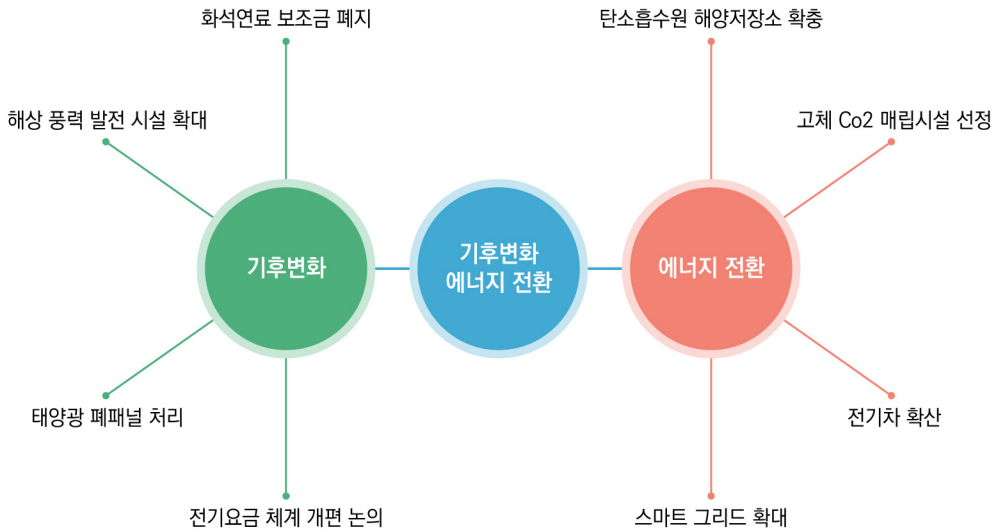 화석연료 보조금 폐지
탄소흡수원 해양저장소 확충
해상 풍력 발전 시설 확대
고체 Co2 매립시설 선정
기후변화
기후변화
에너지 전환
에너지 전환
태양광 폐패널 처리
전기차 확산
전기요금 체계 개편 논의
스마트 그리드 확대